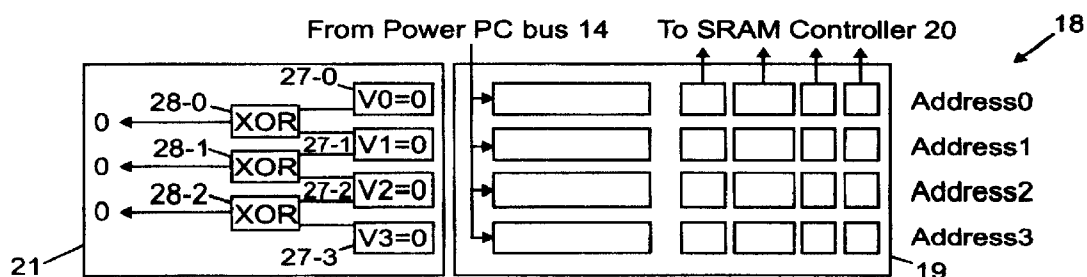 From Power PC bus 14 To SRAM Controller 20 18
27-0
28-0 V0=0 Address0
0 XOR
28-1 27-1 V1=0 Address1
0 XOR
28-2 27-2 V2=0 Address2
0 XOR
V3=0 Address3
21 27-3 19